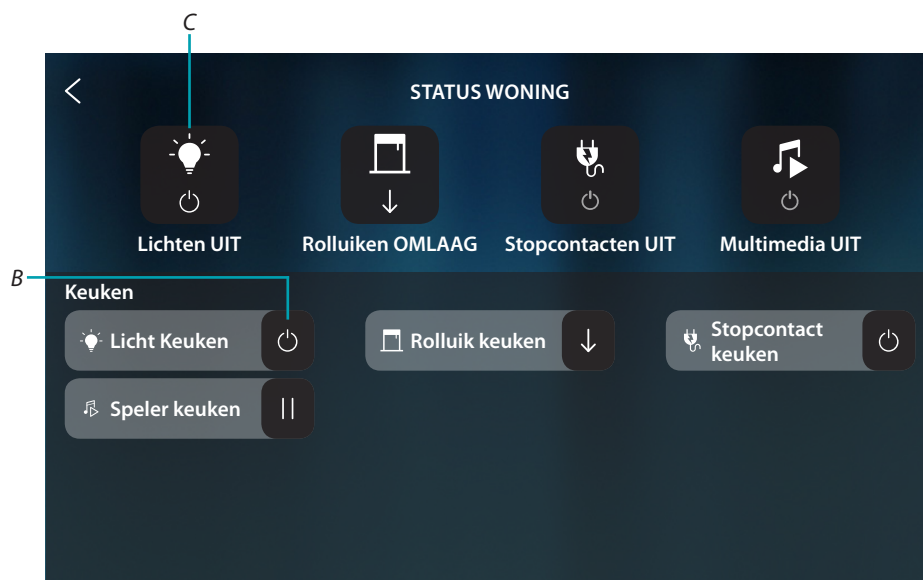 C
STATUS WONING
Lichten UIT
Rolluiken OMLAAG
Stopcontacten UIT
Multimedia UIT
B
Keuken
Licht Keuken
Rolluik keuken
Stopcontact
keuken
Speler keuken